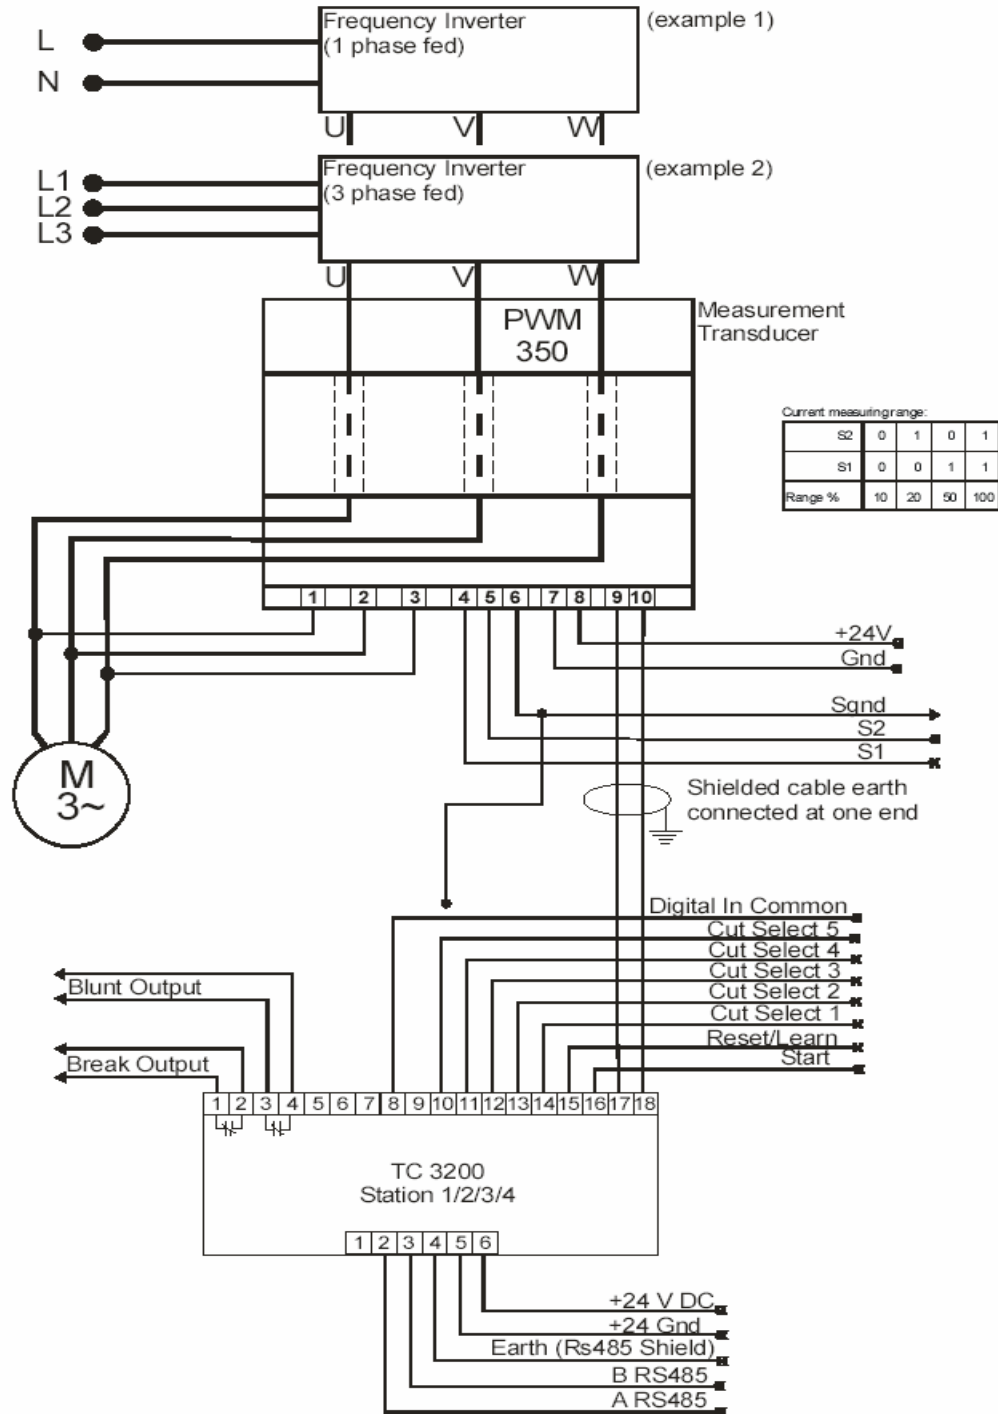 Frequency Inverter (example 1)
(1 phase fed)
L
N
U V W
Frequency Inverter (example 2)
(3 phase fed)
L1
L2
L3
U V W
PWM
350
Measurement
Transducer
Current measuring range:
S2 0 1 0 1
S1 0 0 1 1
Range % 10 20 50 100
1 2 3 4 5 6 7 8 9 10
+24V
Gnd
Sgnd
S2
S1
M
3~
Shielded cable earth
connected at one end
Digital In Common
Cut Select 5
Cut Select 4
Cut Select 3
Cut Select 2
Cut Select 1
Reset/Learn
Start
Blunt Output
Break Output
1 2 3 4 5 6 7 8 9 10 11 12 13 14 15 16 17 18
TC 3200
Station 1/2/3/4
1 2 3 4 5 6
+24 V DC
+24 Gnd
Earth (Rs485 Shield)
B RS485
A RS485